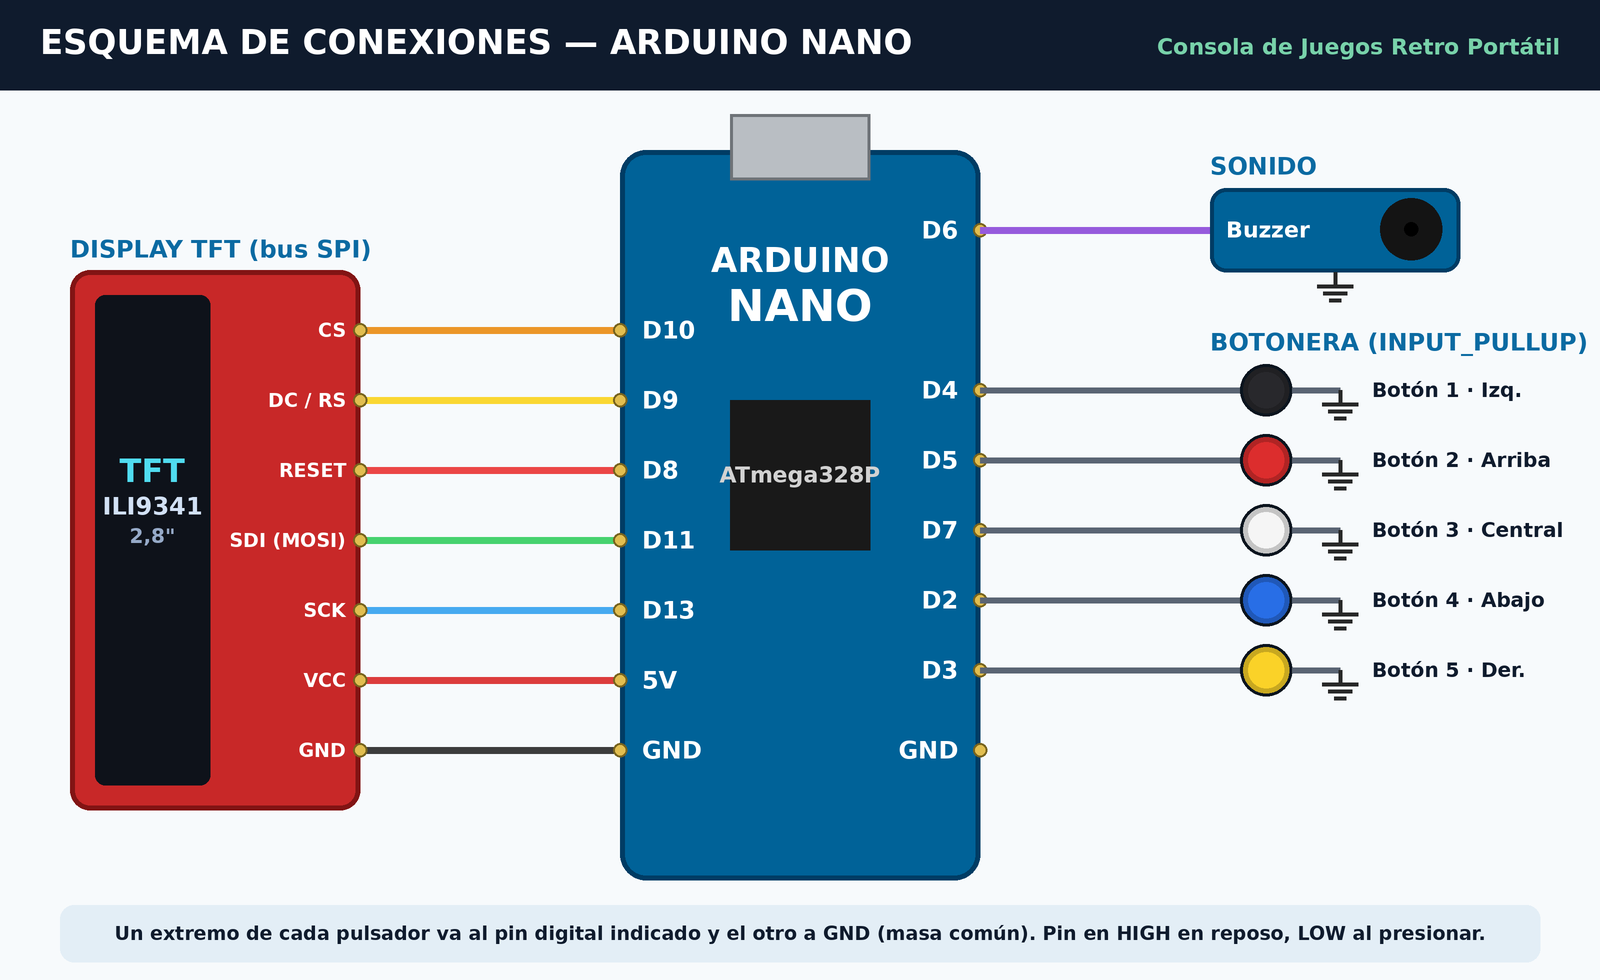 ESQUEMA DE CONEXIONES — ARDUINO NANO
Consola de Juegos Retro Portátil
DISPLAY TFT (bus SPI)
TFT
ILI9341
2,8"
CS
DC / RS
RESET
SDI (MOSI)
SCK
VCC
GND
ARDUINO
NANO
ATmega328P
D10
D9
D8
D11
D13
5V
GND
D6
D4
D5
D7
D2
D3
GND
SONIDO
Buzzer
BOTONERA (INPUT_PULLUP)
Botón 1 · Izq.
Botón 2 · Arriba
Botón 3 · Central
Botón 4 · Abajo
Botón 5 · Der.
Un extremo de cada pulsador va al pin digital indicado y el otro a GND (masa común). Pin en HIGH en reposo, LOW al presionar.